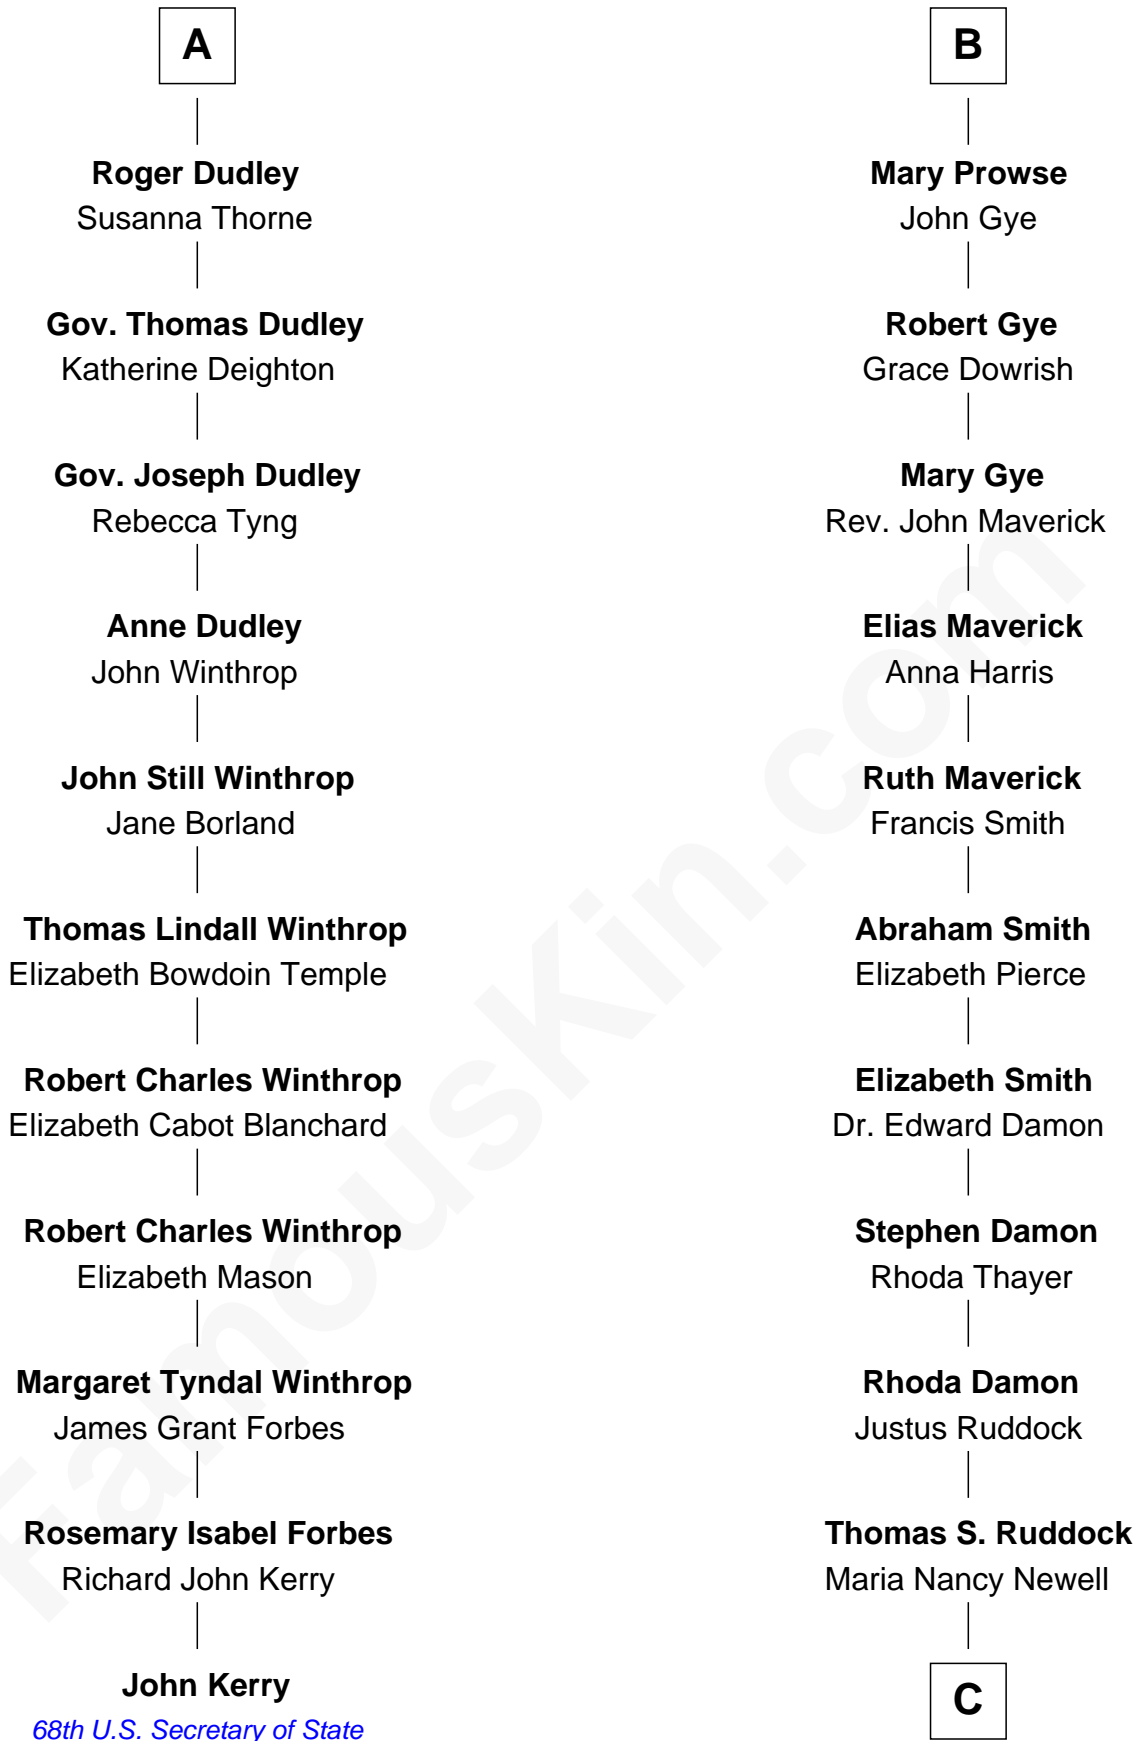 A
Roger Dudley
Susanna Thorne
Gov. Thomas Dudley
Katherine Deighton
Gov. Joseph Dudley
Rebecca Tyng
Anne Dudley
John Winthrop
John Still Winthrop
Jane Borland
Thomas Lindall Winthrop
Elizabeth Bowdoin Temple
Robert Charles Winthrop
Elizabeth Cabot Blanchard
Robert Charles Winthrop
Elizabeth Mason
Margaret Tyndal Winthrop
James Grant Forbes
Rosemary Isabel Forbes
Richard John Kerry
John Kerry
68th U.S. Secretary of State
B
Mary Prowse
John Gye
Robert Gye
Grace Dowrish
Mary Gye
Rev. John Maverick
Elias Maverick
Anna Harris
Ruth Maverick
Francis Smith
Abraham Smith
Elizabeth Pierce
Elizabeth Smith
Dr. Edward Damon
Stephen Damon
Rhoda Thayer
Rhoda Damon
Justus Ruddock
Thomas S. Ruddock
Maria Nancy Newell
C
FamousKin.com